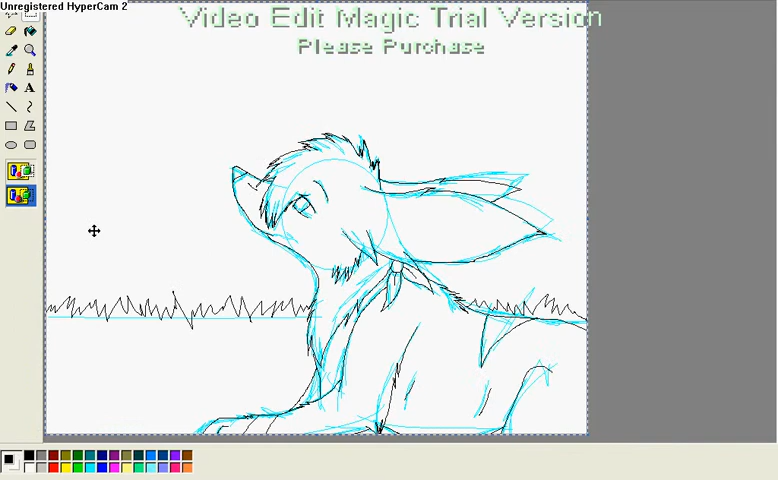 Unregistered HyperCam 2
Video Edit Magic Trial Version
Please Purchase
A